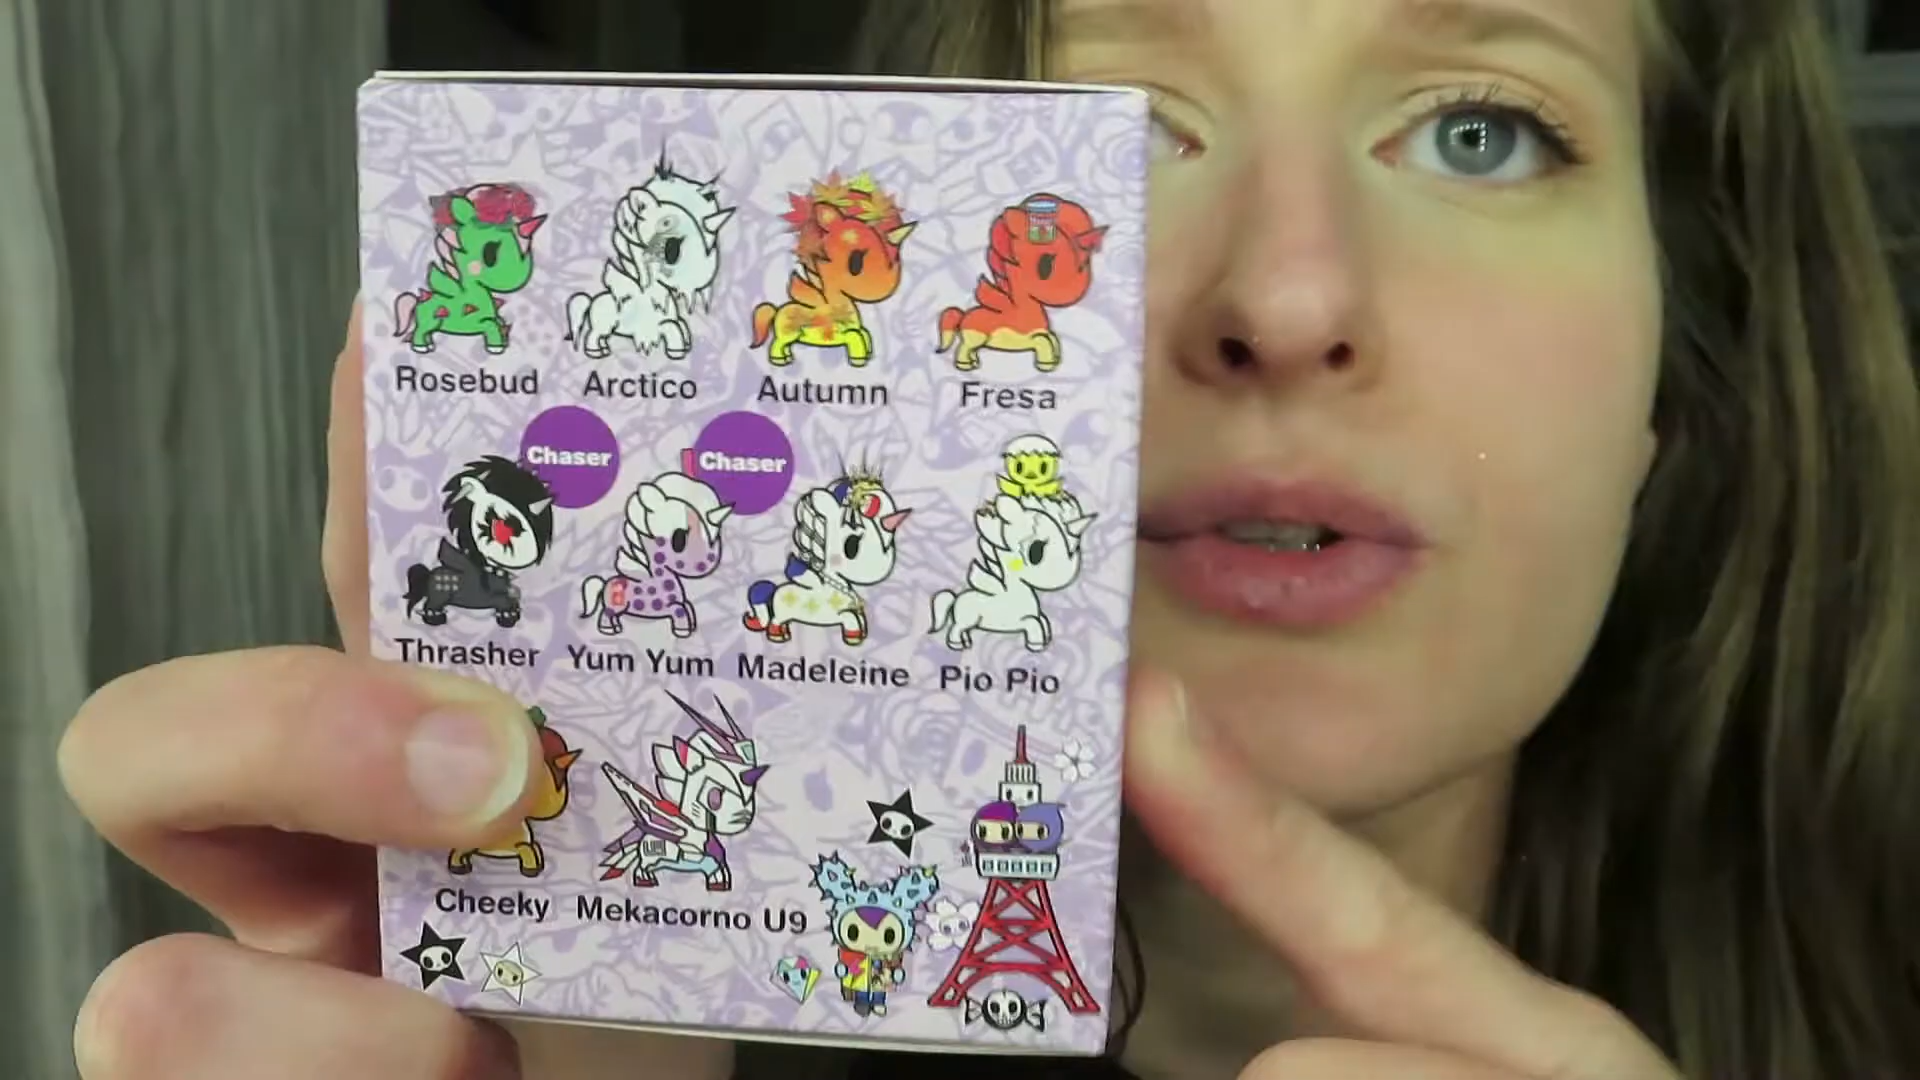 Rosebud Arctico Autumn Fresa
Chaser Chaser
Thrasher Yum Yum Madeleine Pio Pio
Cheeky Mekacorno U9